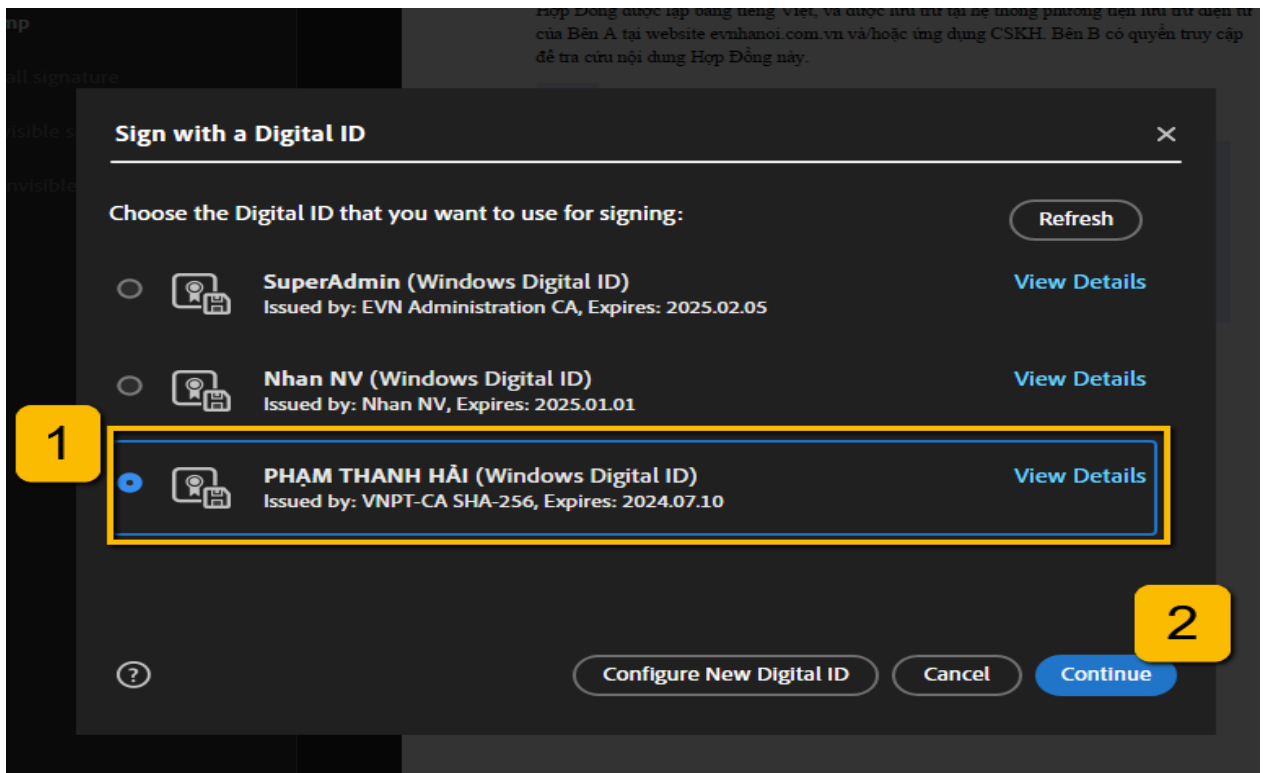 Hợp Đồng được lập bằng tiếng Việt, và được lưu trữ tại hệ thống phương tiện lưu trữ điện tử
mp
của Bên A tại website evnhanoi.com.vn và/hoặc ứng dụng CSKH. Bên B có quyền truy cập
để tra cứu nội dung Hợp Đồng này.
all signature
visible s
nvisible
Sign with a Digital ID
Choose the Digital ID that you want to use for signing:
Refresh
SuperAdmin (Windows Digital ID)
View Details
Issued by: EVN Administration CA, Expires: 2025.02.05
Nhan NV (Windows Digital ID)
View Details
Issued by: Nhan NV, Expires: 2025.01.01
1
PHẠM THANH HẢI (Windows Digital ID)
View Details
Issued by: VNPT-CA SHA-256, Expires: 2024.07.10
2
Configure New Digital ID
Cancel
Continue